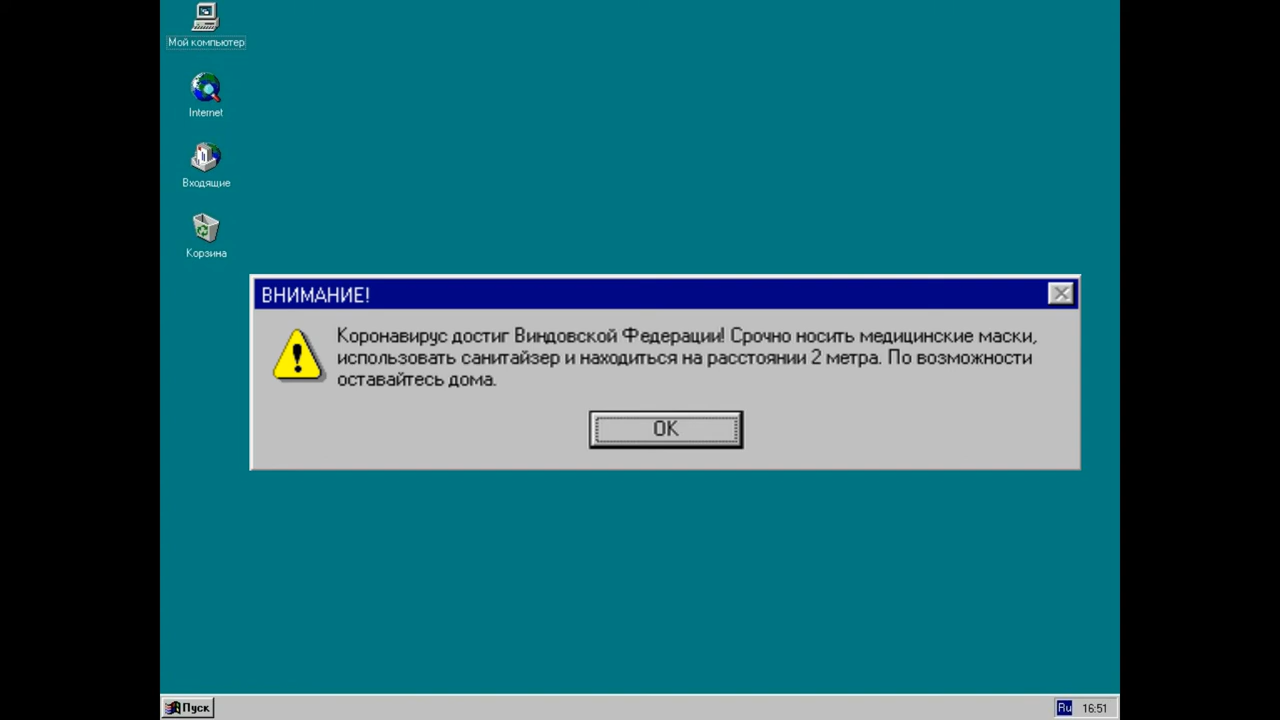 Мой компьютер
Internet
Входящие
Корзина
ВНИМАНИЕ!
Коронавирус достиг Виндовской Федерации! Срочно носить медицинские маски,
использовать санитайзер и находиться на расстоянии 2 метра. По возможности
оставайтесь дома.
OK
Пуск
Ru
16:51